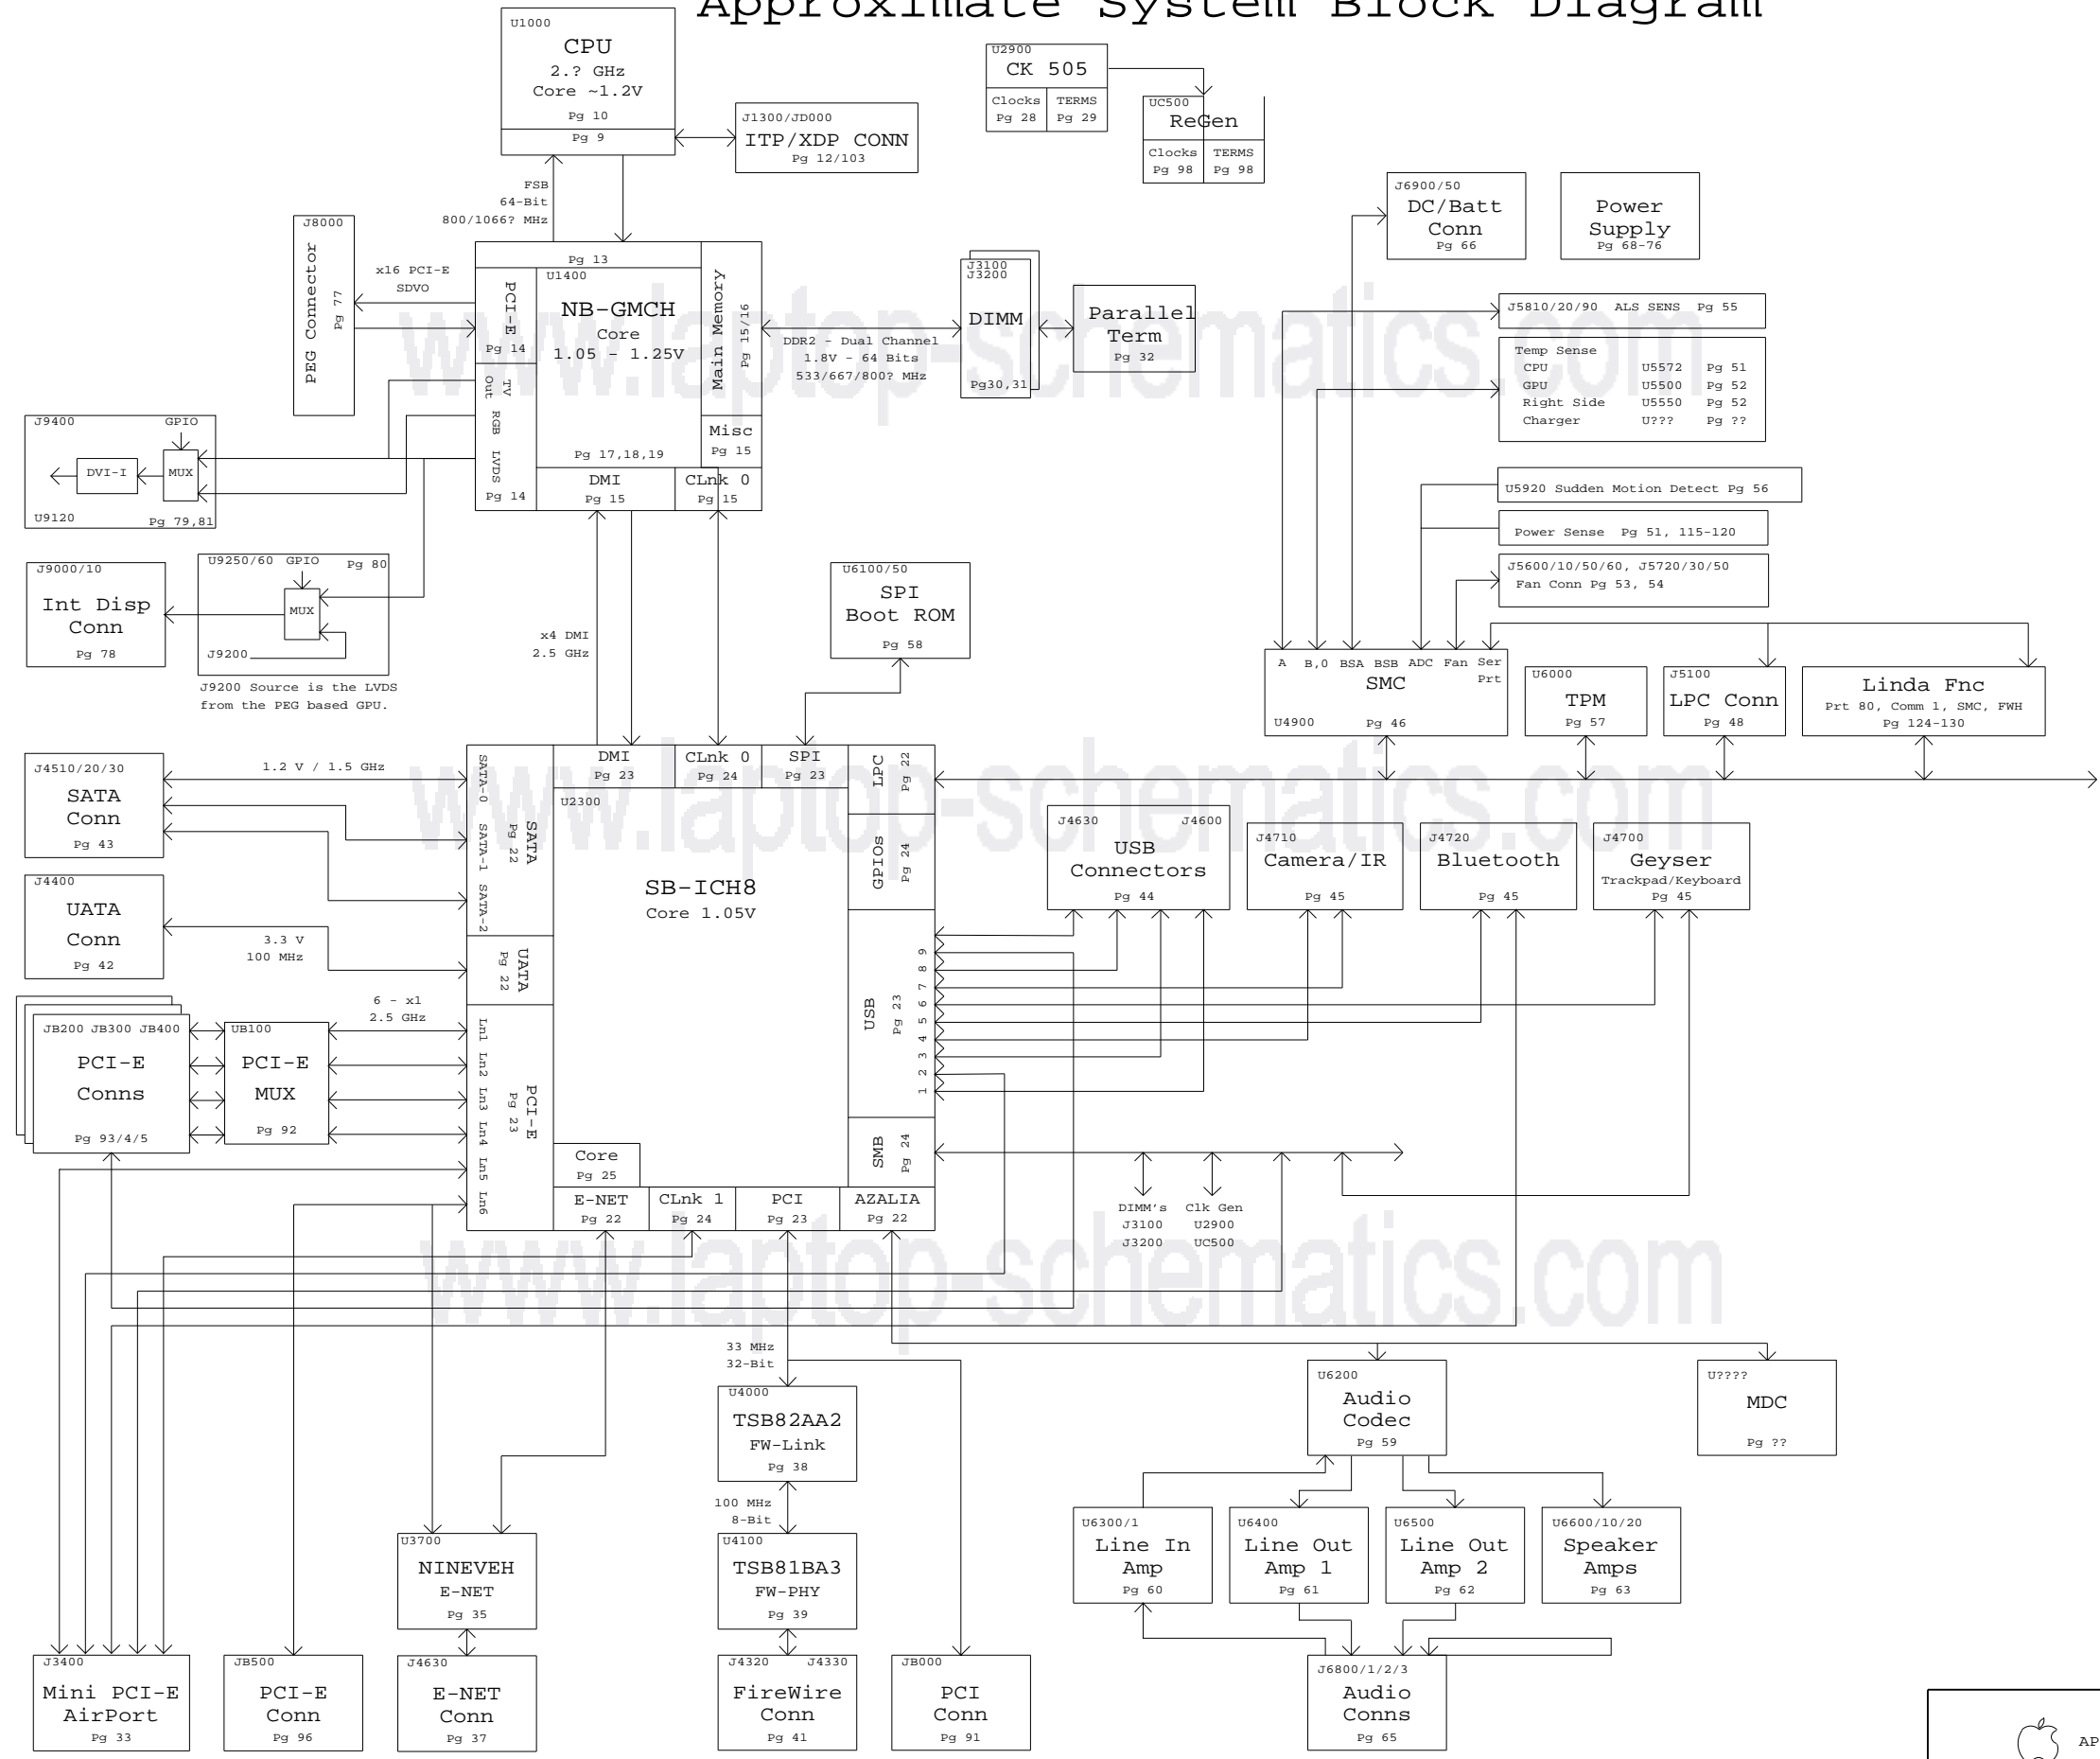 Approximate System Block Diagram
U1000
CPU
2.? GHz
Core ~1.2V
Pg 10
Pg 9
J1300/JD000
ITP/XDP CONN
Pg 12/103
U2900
CK 505
Clocks
Pg 28
TERMS
Pg 29
UC500
ReGen
Clocks
Pg 98
TERMS
Pg 98
FSB
64-Bit
800/1066? MHz
J6900/50
DC/Batt
Conn
Pg 66
Power
Supply
Pg 68-76
J8000
PEG Connector
Pg 77
x16 PCI-E
SDVO
Pg 13
U1400
NB-GMCH
Core
1.05 - 1.25V
Pg 17,18,19
PCI-E
Pg 14
TV
Out
RGB
LVDS
Pg 14
Main Memory
Pg 15/16
Misc
Pg 15
DMI
Pg 15
CLnk 0
Pg 15
DDR2 - Dual Channel
1.8V - 64 Bits
533/667/800? MHz
J3100
J3200
DIMM
Pg30,31
Parallel
Term
Pg 32
J5810/20/90 ALS SENS Pg 55
Temp Sense
CPU U5572 Pg 51
GPU U5500 Pg 52
Right Side U5550 Pg 52
Charger U??? Pg ??
U5920 Sudden Motion Detect Pg 56
Power Sense Pg 51, 115-120
J5600/10/50/60, J5720/30/50
Fan Conn Pg 53, 54
J9400
GPIO
DVI-I
MUX
U9120
Pg 79,81
J9000/10
Int Disp
Conn
Pg 78
U9250/60 GPIO Pg 80
MUX
J9200
J9200 Source is the LVDS
from the PEG based GPU.
x4 DMI
2.5 GHz
U6100/50
SPI
Boot ROM
Pg 58
A B,0 BSA BSB ADC Fan Ser
Prt
SMC
U4900
Pg 46
U6000
TPM
Pg 57
J5100
LPC Conn
Pg 48
Linda Fnc
Prt 80, Comm 1, SMC, FWH
Pg 124-130
J4510/20/30
SATA
Conn
Pg 43
1.2 V / 1.5 GHz
J4400
UATA
Conn
Pg 42
3.3 V
100 MHz
SATA-0
SATA-1
SATA-2
SATA
Pg 22
UATA
Pg 22
DMI
Pg 23
CLnk 0
Pg 24
SPI
Pg 23
LPC
Pg 22
GPIOs
Pg 24
U2300
SB-ICH8
Core 1.05V
USB
Pg 23
9
8
7
6
5
4
3
2
1
SMB
Pg 24
J4630
J4600
USB
Connectors
Pg 44
J4710
Camera/IR
Pg 45
J4720
Bluetooth
Pg 45
J4700
Geyser
Trackpad/Keyboard
Pg 45
JB200 JB300 JB400
PCI-E
Conns
Pg 93/4/5
UB100
PCI-E
MUX
Pg 92
6 - x1
2.5 GHz
Ln1
Ln2
Ln3
Ln4
Ln5
Ln6
PCI-E
Pg 23
Core
Pg 25
E-NET
Pg 22
CLnk 1
Pg 24
PCI
Pg 23
AZALIA
Pg 22
DIMM's
J3100
J3200
Clk Gen
U2900
UC500
33 MHz
32-Bit
U4000
TSB82AA2
FW-Link
Pg 38
100 MHz
8-Bit
U4100
TSB81BA3
FW-PHY
Pg 39
J4320
J4330
FireWire
Conn
Pg 41
JB000
PCI
Conn
Pg 91
U3700
NINEVEH
E-NET
Pg 35
J4630
E-NET
Conn
Pg 37
JB500
PCI-E
Conn
Pg 96
J3400
Mini PCI-E
AirPort
Pg 33
U6200
Audio
Codec
Pg 59
U????
MDC
Pg ??
U6300/1
Line In
Amp
Pg 60
U6400
Line Out
Amp 1
Pg 61
U6500
Line Out
Amp 2
Pg 62
U6600/10/20
Speaker
Amps
Pg 63
J6800/1/2/3
Audio
Conns
Pg 65
www.laptop-schematics.com
www.laptop-schematics.com
www.laptop-schematics.com